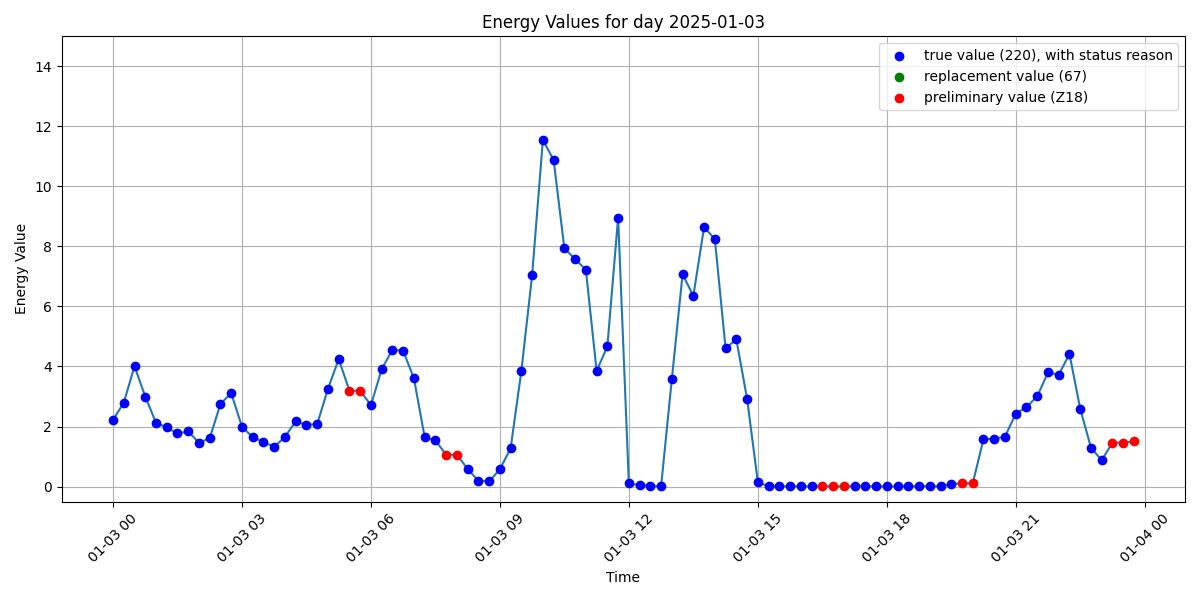 Energy Values for day 2025-01-03
true value (220), with status reason
replacement value (67)
preliminary value (Z18)
Energy Value
14
12
10
8
6
4
2
0
01-03 00
01-03 03
01-03 06
01-03 09
01-03 12
01-03 15
01-03 18
01-03 21
01-04 00
Time